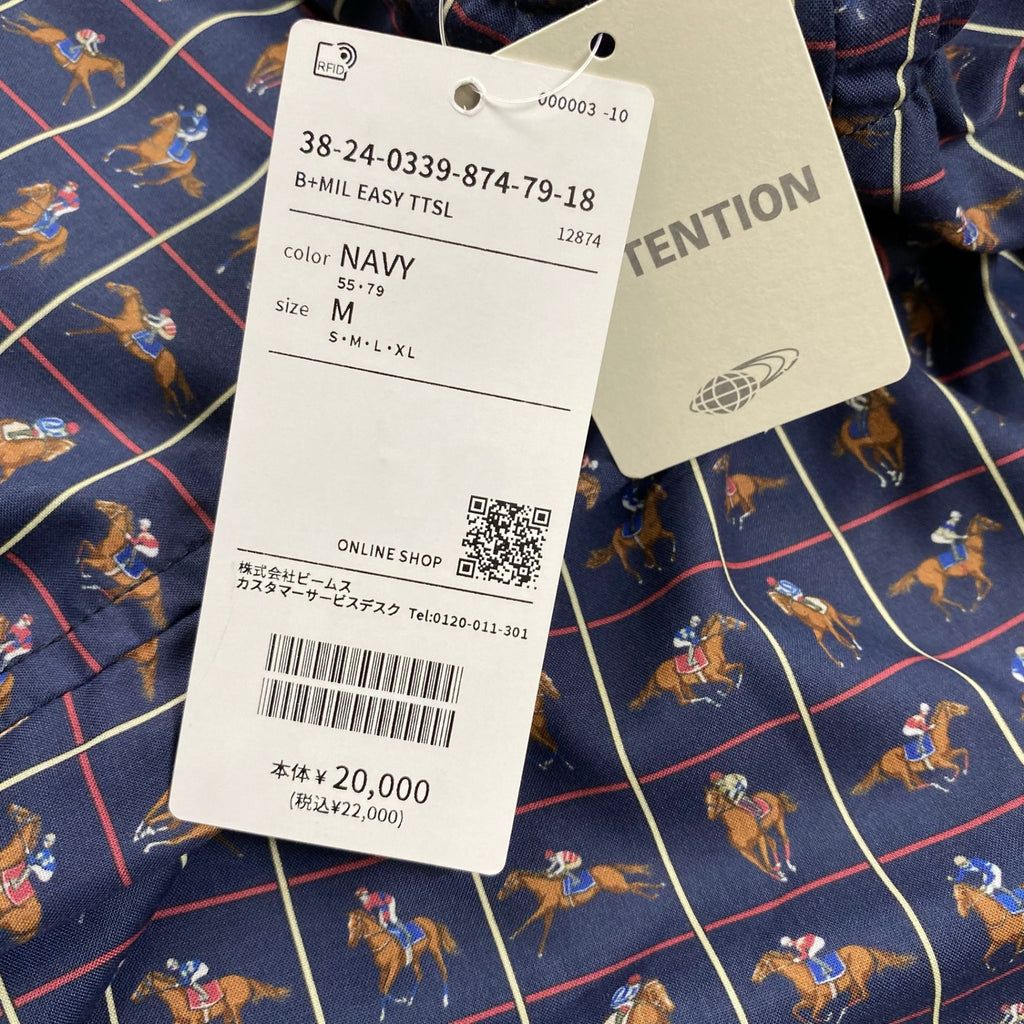 RFID
000003 -10
38-24-0339-874-79-18
B+MIL EASY TTSL
12874
color NAVY
55・79
size M
S・M・L・XL
ONLINE SHOP
株式会社ビームス
カスタマーサービスデスク Tel:0120-011-301
本体¥20,000
(税込¥22,000)
TENTION